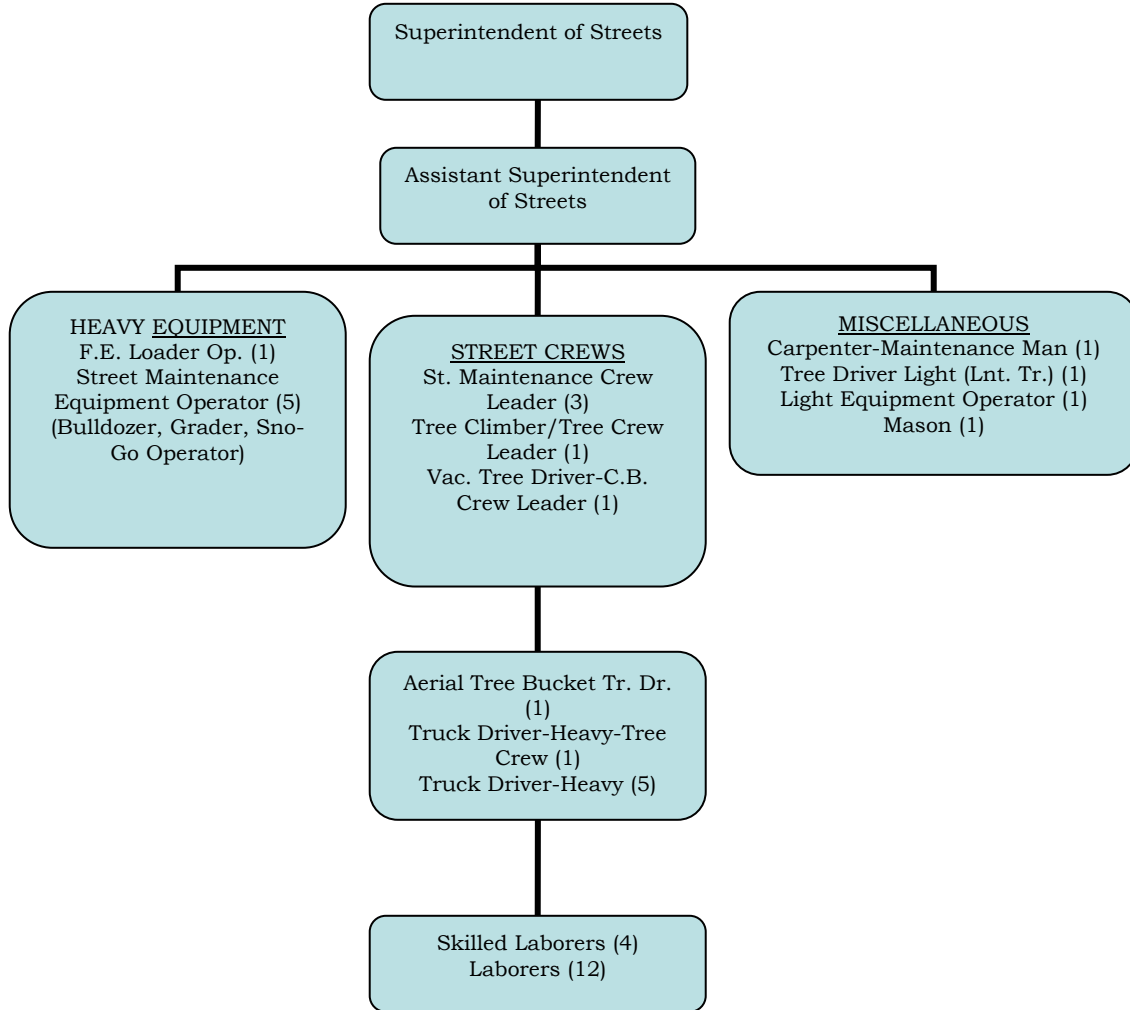 Superintendent of Streets
Assistant Superintendent
of Streets
HEAVY EQUIPMENT
F.E. Loader Op. (1)
Street Maintenance
Equipment Operator (5)
(Bulldozer, Grader, Sno-
Go Operator)
STREET CREWS
St. Maintenance Crew
Leader (3)
Tree Climber/Tree Crew
Leader (1)
Vac. Tree Driver-C.B.
Crew Leader (1)
MISCELLANEOUS
Carpenter-Maintenance Man (1)
Tree Driver Light (Lnt. Tr.) (1)
Light Equipment Operator (1)
Mason (1)
Aerial Tree Bucket Tr. Dr.
(1)
Truck Driver-Heavy-Tree
Crew (1)
Truck Driver-Heavy (5)
Skilled Laborers (4)
Laborers (12)